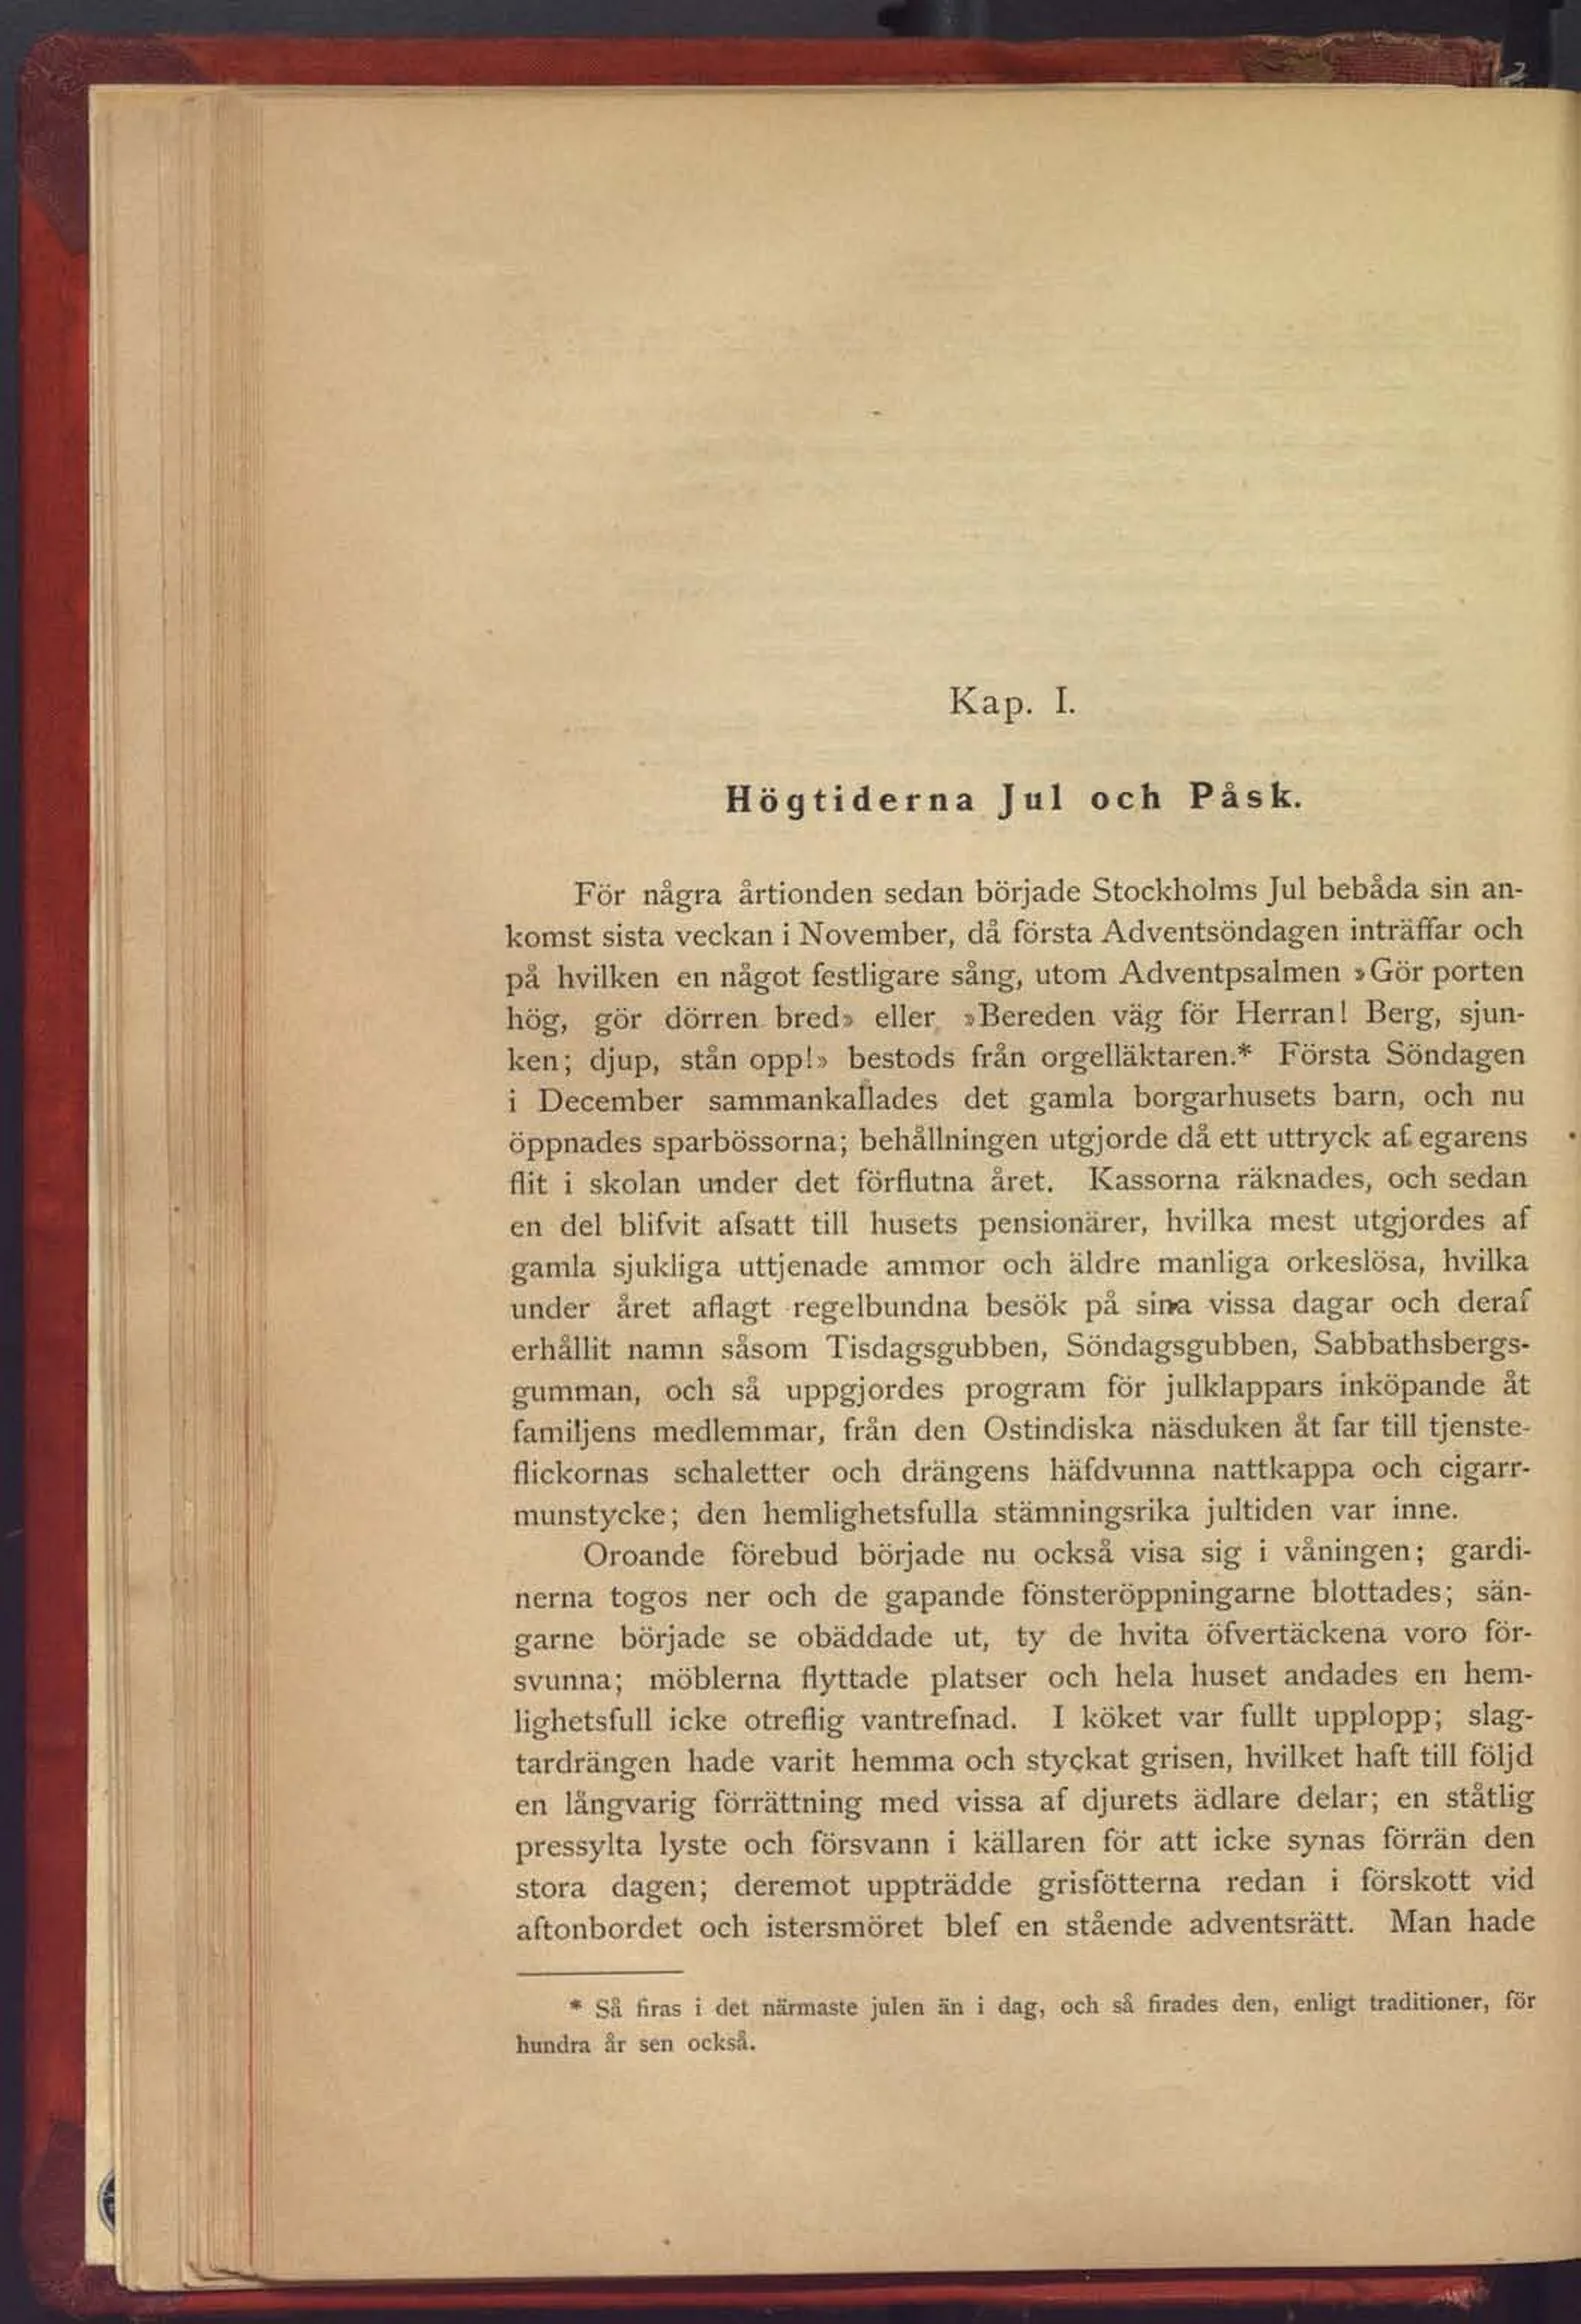 Kap. I.
Högtiderna Jul och Påsk.
För några årtionden sedan började Stockholms Jul bebåda sin an-
komst sista veckan i November, då första Adventsöndagen inträffar och
på hvilken en något festligare sång, utom Adventpsalmen »Gör porten
hög, gör dörren bred» eller »Bereden väg för Herran! Berg, sjun-
ken; djup, stån opp!» bestods från orgelläktaren.* Första Söndagen
i December sammankallades det gamla borgarhusets barn, och nu
öppnades sparbössorna; behållningen utgjorde då ett uttryck af egarens
flit i skolan under det förflutna året. Kassorna räknades, och sedan
en del blifvit afsatt till husets pensionärer, hvilka mest utgjordes af
gamla sjukliga uttjenade ammor och äldre manliga orkeslösa, hvilka
under året aflagt regelbundna besök på sina vissa dagar och deraf
erhållit namn såsom Tisdagsgubben, Söndagsgubben, Sabbathsbergs-
gumman, och så uppgjordes program för julklappars inköpande åt
familjens medlemmar, från den Ostindiska näsduken åt far till tjenste-
flickornas schaletter och drängens häfdvunna nattkappa och cigarr-
munstycke; den hemlighetsfulla stämningsrika jultiden var inne.
Oroande förebud började nu också visa sig i våningen; gardi-
nerna togos ner och de gapande fönsteröppningarne blottades; sän-
garne började se obäddade ut, ty de hvita öfvertäckena voro för-
svunna; möblerna flyttade platser och hela huset andades en hem-
lighetsfull icke otreflig vantrefnad. I köket var fullt upplopp; slag-
tardrängen hade varit hemma och styckat grisen, hvilket haft till följd
en långvarig förrättning med vissa af djurets ädlare delar; en ståtlig
pressylta lyste och försvann i källaren för att icke synas förrän den
stora dagen; deremot uppträdde grisfötterna redan i förskott vid
aftonbordet och istersmöret blef en stående adventsrätt. Man hade
* Så firas i det närmaste julen än i dag, och så firades den, enligt traditioner, för
hundra år sen också.